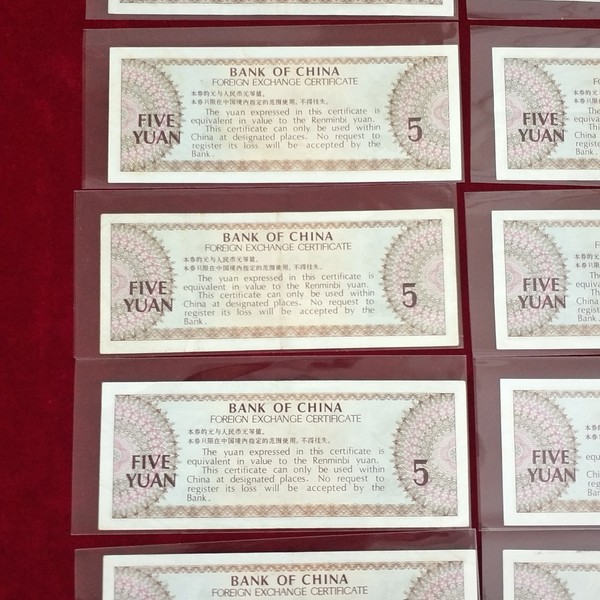 BANK OF CHINA
FOREIGN EXCHANGE CERTIFICATE
本券的元与人民币元等值。
本券只限在中国境内指定的范围使用,不得挂失。
The yuan expressed in this certificate is
equivalent in value to the Renminbi yuan.
This certificate can only be used within
China at designated places. No request to
register its loss will be accepted by the
Bank.
FIVE
YUAN
5
FIVE
YUAN
BANK OF CHINA
FOREIGN EXCHANGE CERTIFICATE
本券的元与人民币元等值。
本券只限在中国境内指定的范围使用,不得挂失。
The yuan expressed in this certificate is
equivalent in value to the Renminbi yuan.
This certificate can only be used within
China at designated places. No request to
register its loss will be accepted by the
Bank.
FIVE
YUAN
5
FIVE
YUAN
BANK OF CHINA
FOREIGN EXCHANGE CERTIFICATE
本券的元与人民币元等值。
本券只限在中国境内指定的范围使用,不得挂失。
The yuan expressed in this certificate is
equivalent in value to the Renminbi yuan.
This certificate can only be used within
China at designated places. No request to
register its loss will be accepted by the
Bank.
FIVE
YUAN
5
FIVE
YUAN
BANK OF CHINA
FOREIGN EXCHANGE CERTIFICATE